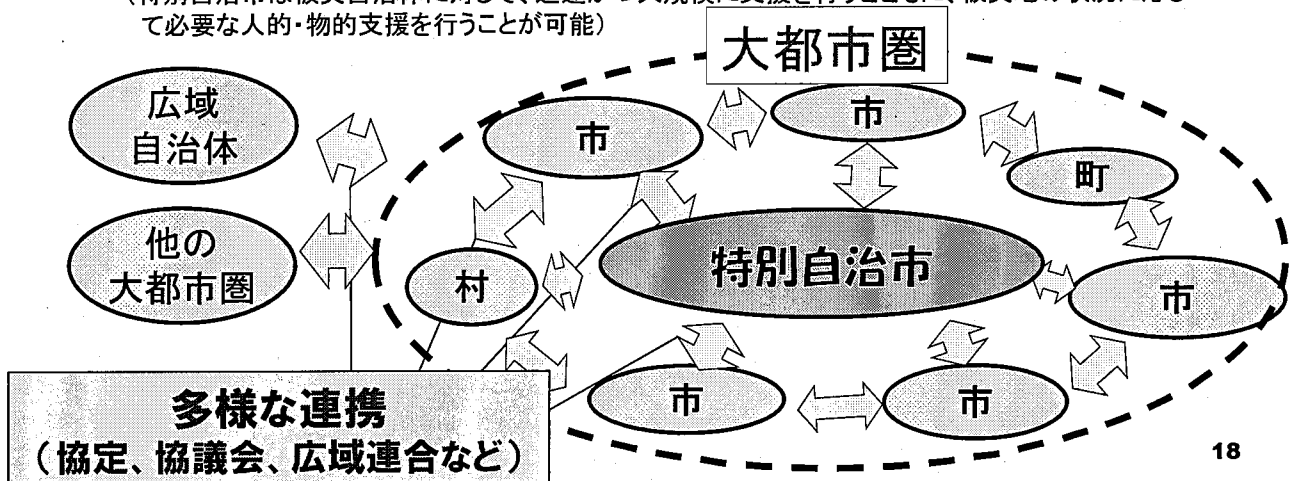 て必要な人的・物的支援を行うことが可能）
大都市圏
広域
自治体
市
市
町
他の
大都市圏
特別自治市
村
市
市
市
多様な連携
（協定、協議会、広域連合など）
18